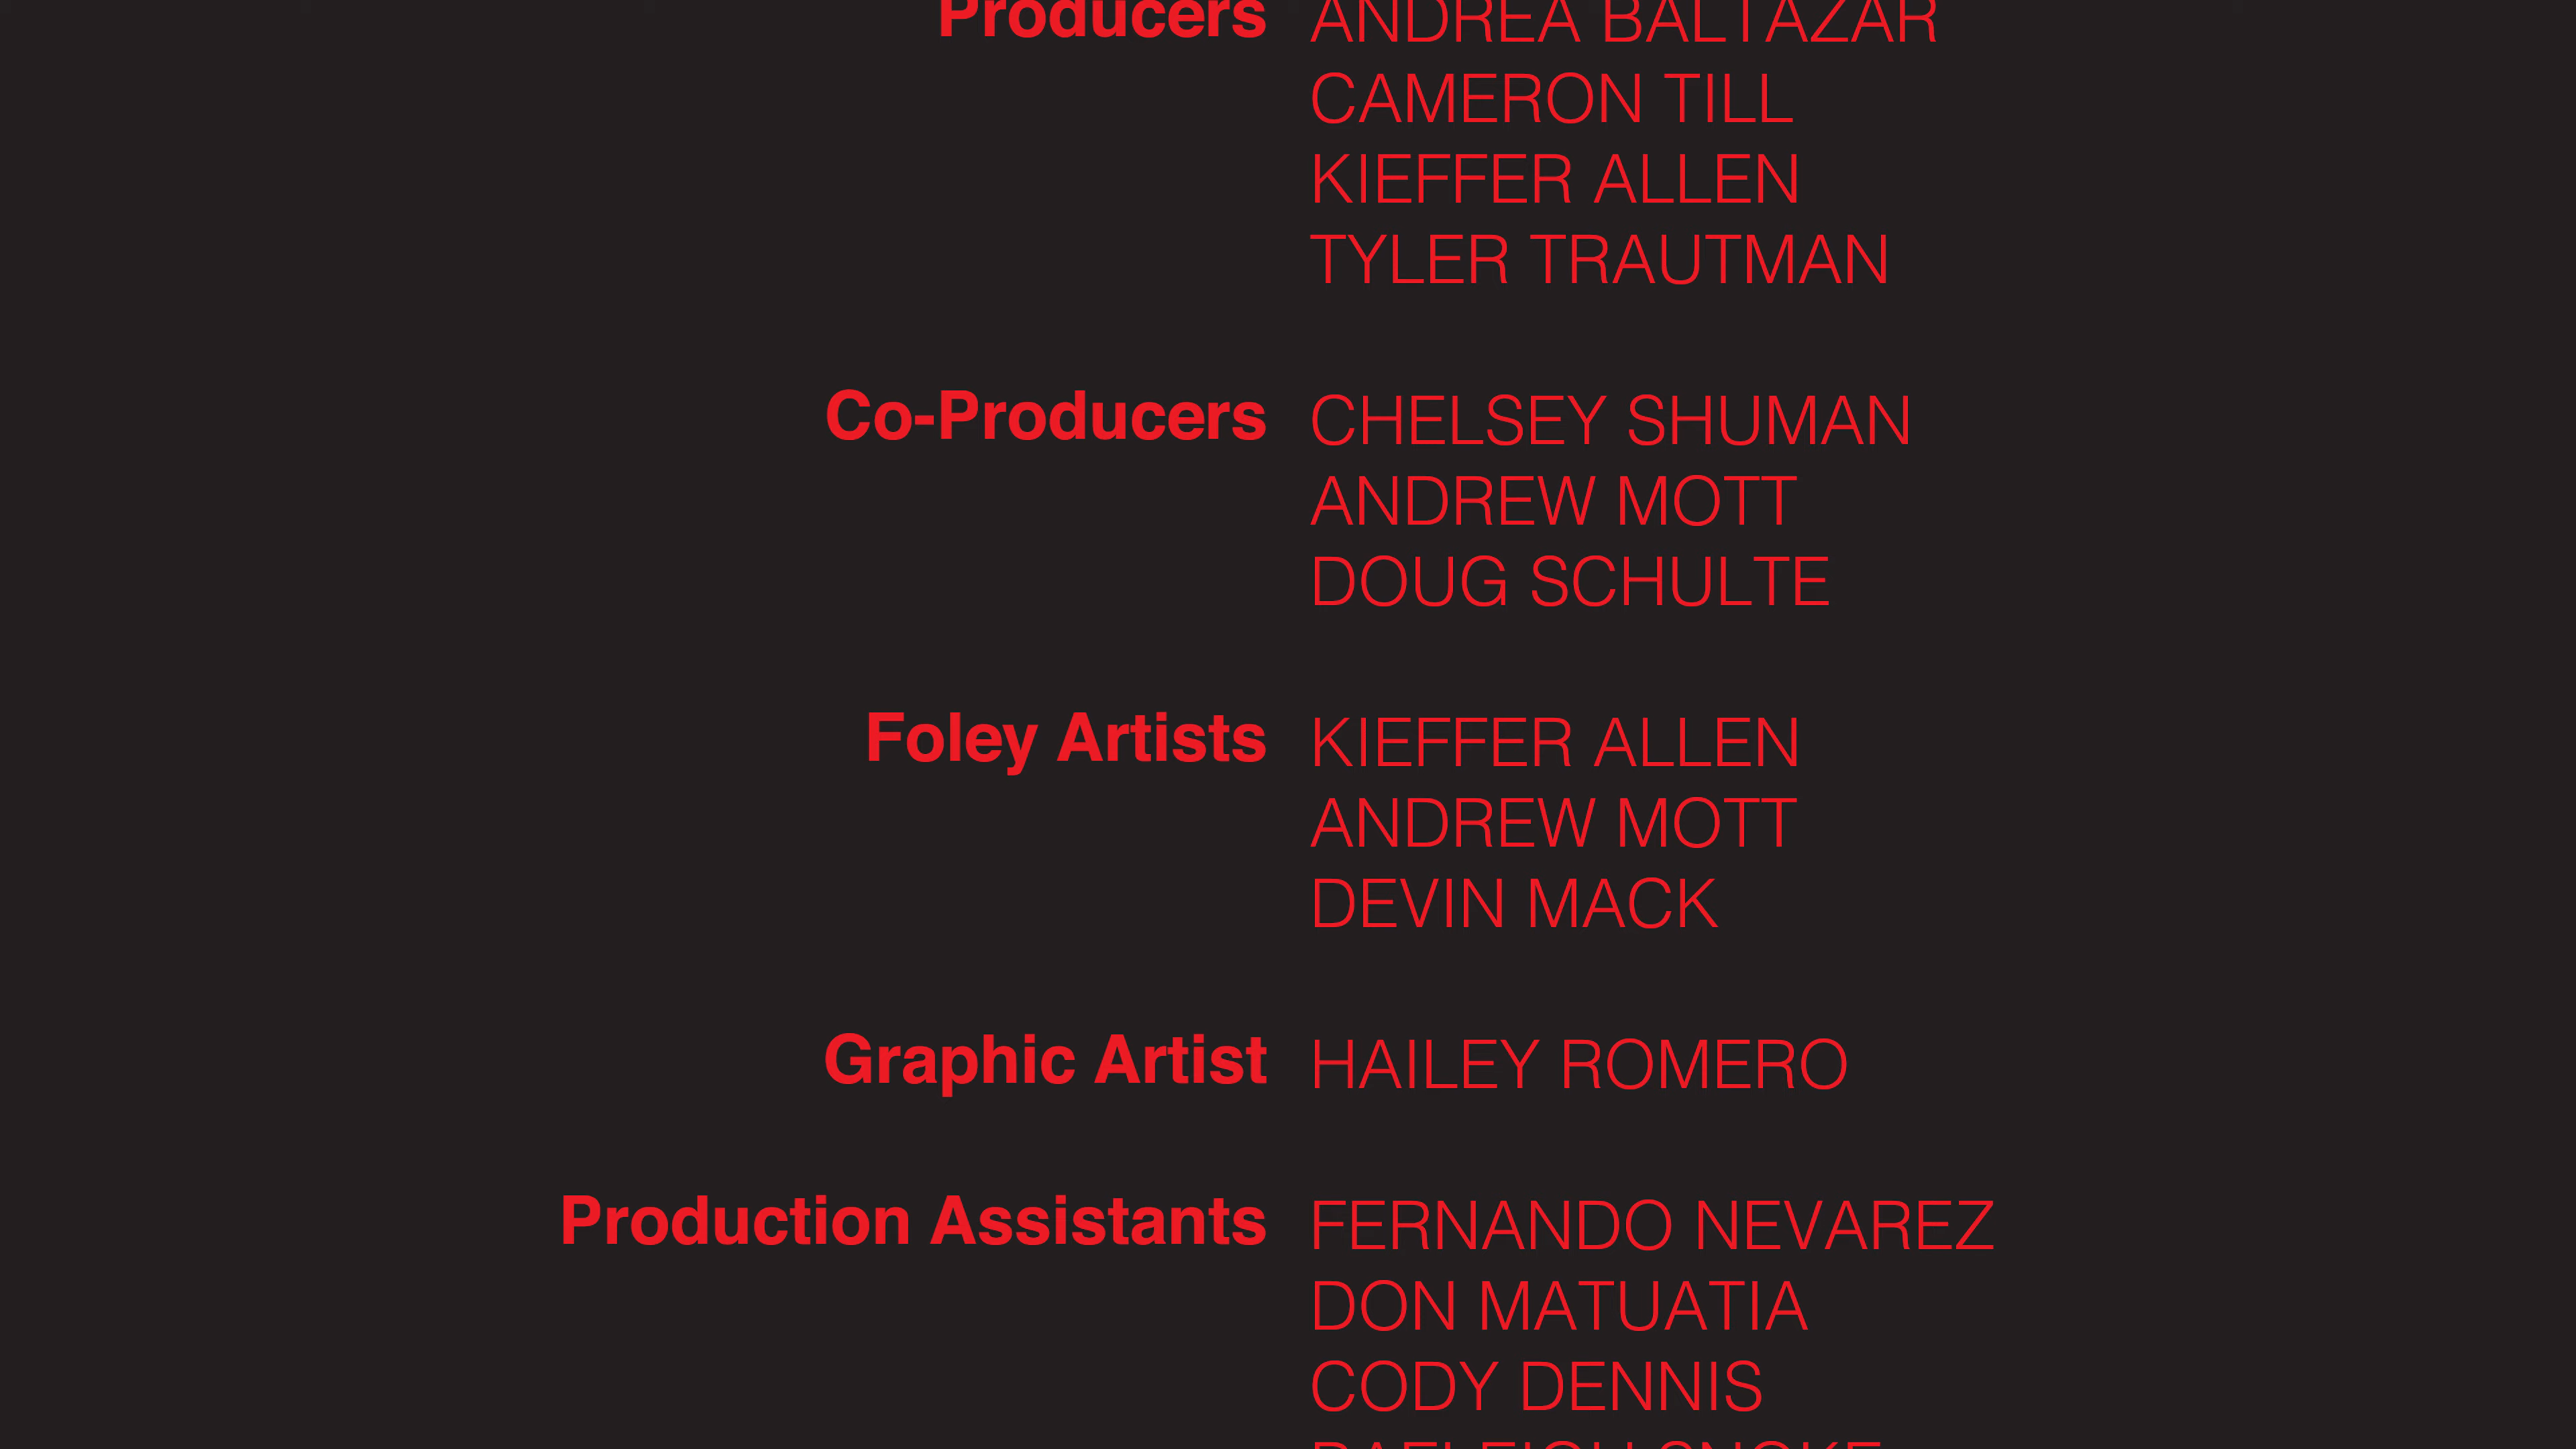 Producers ANDREA BALTAZAR
CAMERON TILL
KIEFFER ALLEN
TYLER TRAUTMAN
Co-Producers CHELSEY SHUMAN
ANDREW MOTT
DOUG SCHULTE
Foley Artists KIEFFER ALLEN
ANDREW MOTT
DEVIN MACK
Graphic Artist HAILEY ROMERO
Production Assistants FERNANDO NEVAREZ
DON MATUATIA
CODY DENNIS